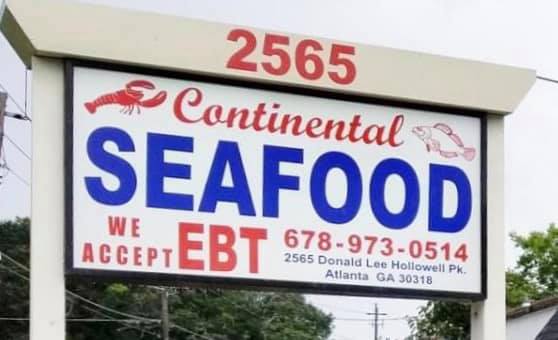 2565
Continental
SEAFOOD
WE ACCEPT EBT
678-973-0514
2565 Donald Lee Hollowell Pk.
Atlanta GA 30318